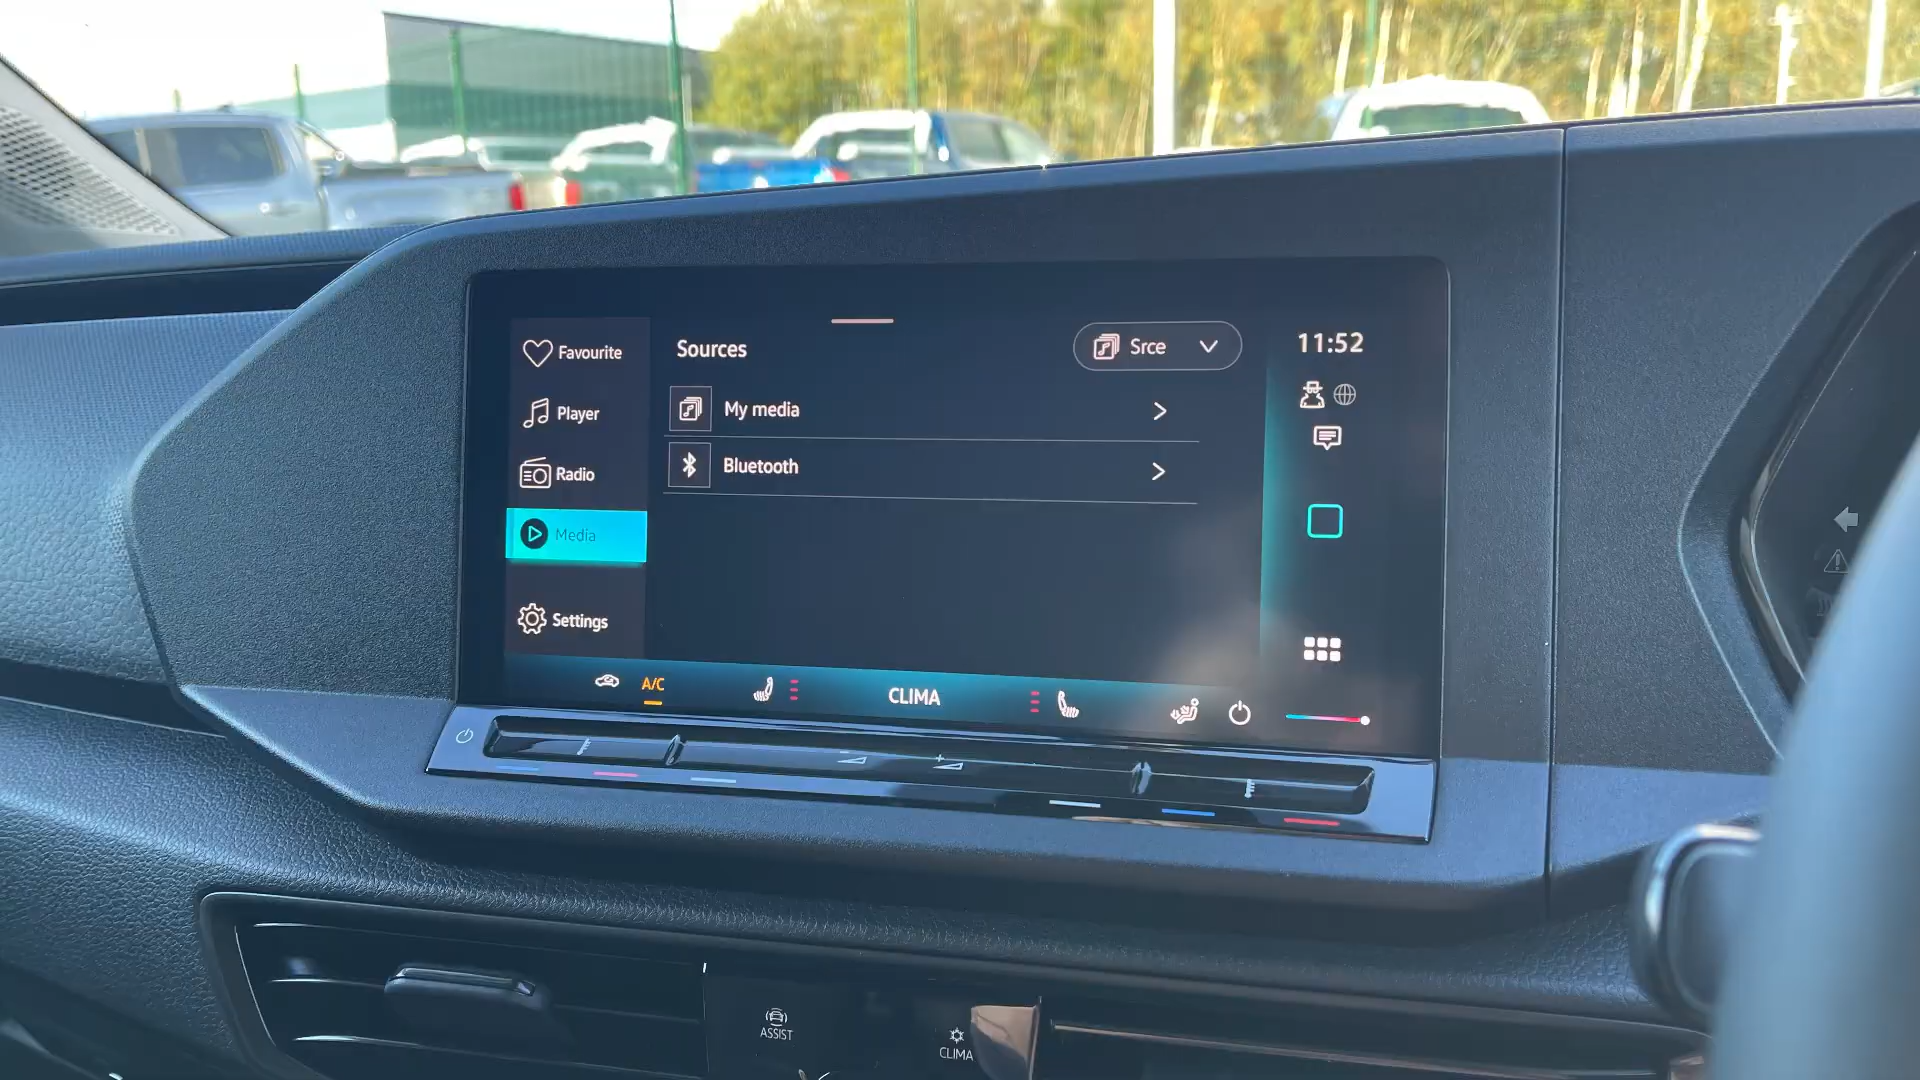 Favourite
Player
Radio
Media
Settings
Sources
Srce
My media
Bluetooth
11:52
A/C
CLIMA
ASSIST
CLIMA